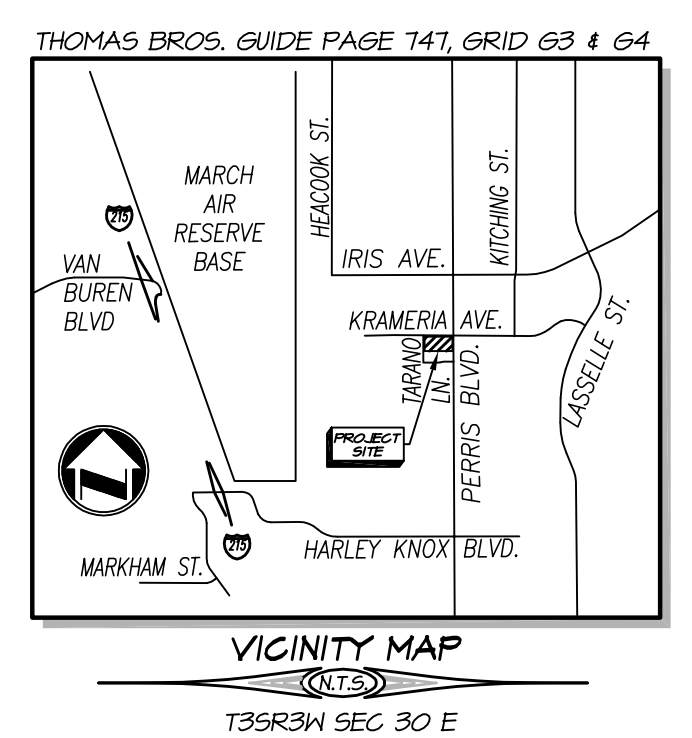 THOMAS BROS. GUIDE PAGE 747, GRID G3 & G4
MARCH
AIR
RESERVE
BASE
HEACOOK ST.
KITCHING ST.
215
VAN
BUREN
BLVD
IRIS AVE.
KRAMERIA AVE.
TARANO
LN.
PERRIS BLVD.
LASSELLE ST.
PROJECT
SITE
215
HARLEY KNOX BLVD.
MARKHAM ST.
VICINITY MAP
N.T.S.
T3SR3W SEC 30 E